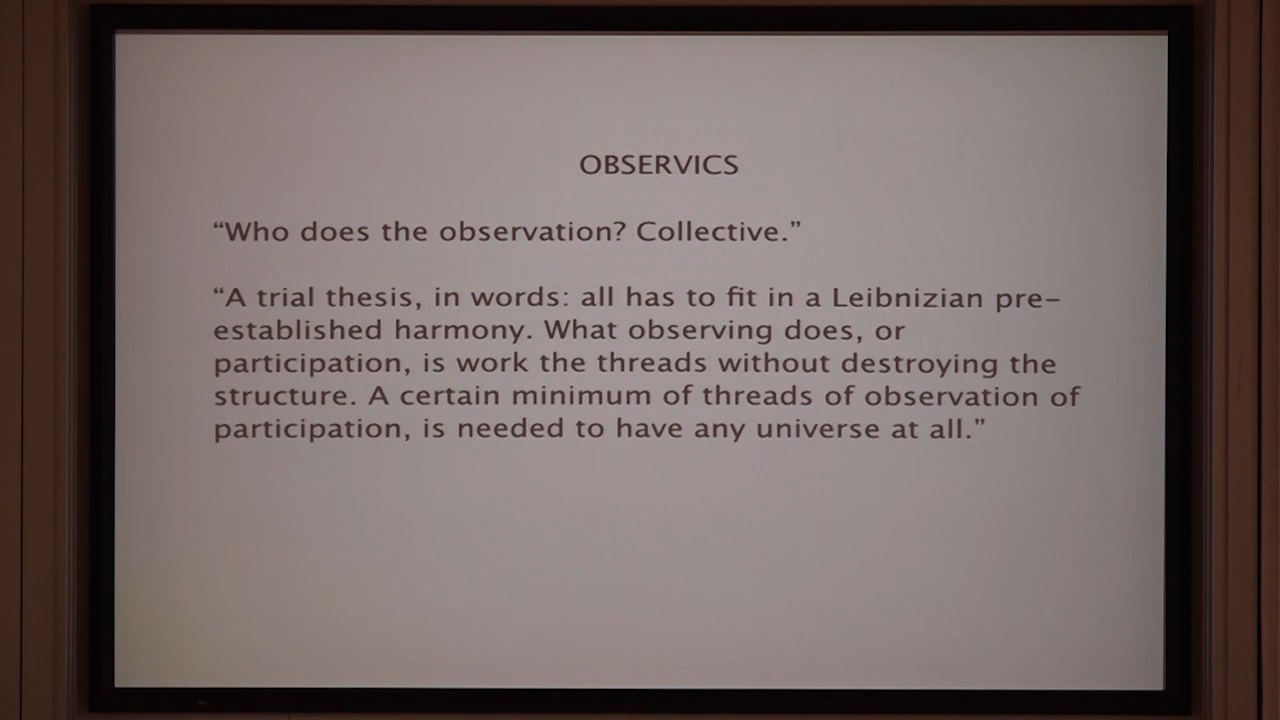 OBSERVICS
“Who does the observation? Collective.”
“A trial thesis, in words: all has to fit in a Leibnizian pre–
established harmony. What observing does, or
participation, is work the threads without destroying the
structure. A certain minimum of threads of observation of
participation, is needed to have any universe at all.”